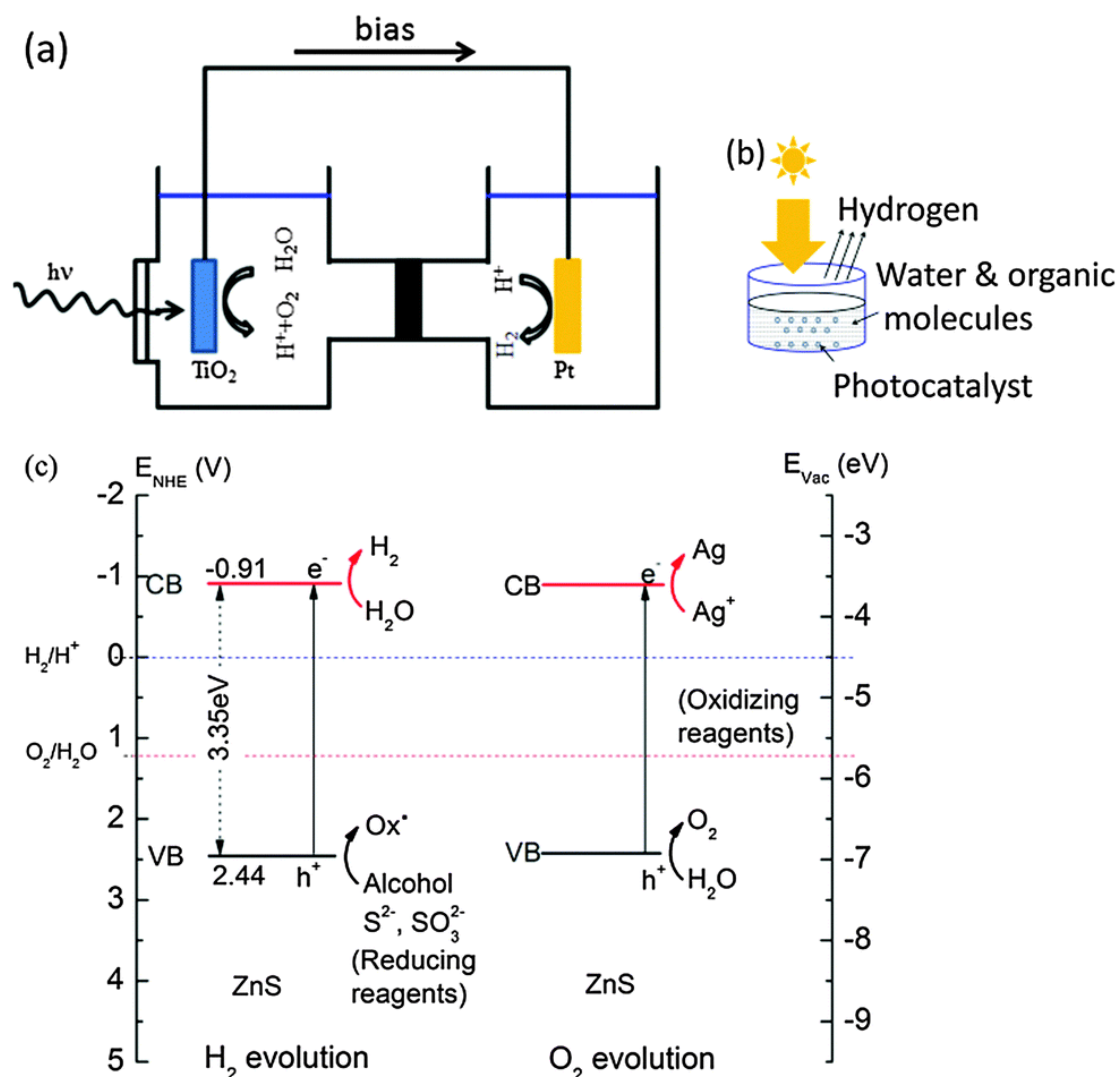 (a)
bias
hν
H₂O
H⁺+O₂
TiO₂
H⁺
H₂
Pt
(b)
Hydrogen
Water & organic
molecules
Photocatalyst
(c)
E_NHE (V)
E_Vac (eV)
-2
-1
0
1
2
3
4
5
H₂/H⁺
O₂/H₂O
CB
-0.91
e⁻
H₂
H₂O
3.35eV
VB
2.44
h⁺
Ox•
Alcohol
S²⁻, SO₃²⁻
(Reducing
reagents)
ZnS
H₂ evolution
CB
e⁻
Ag
Ag⁺
(Oxidizing
reagents)
VB
h⁺
O₂
H₂O
ZnS
O₂ evolution
-3
-4
-5
-6
-7
-8
-9